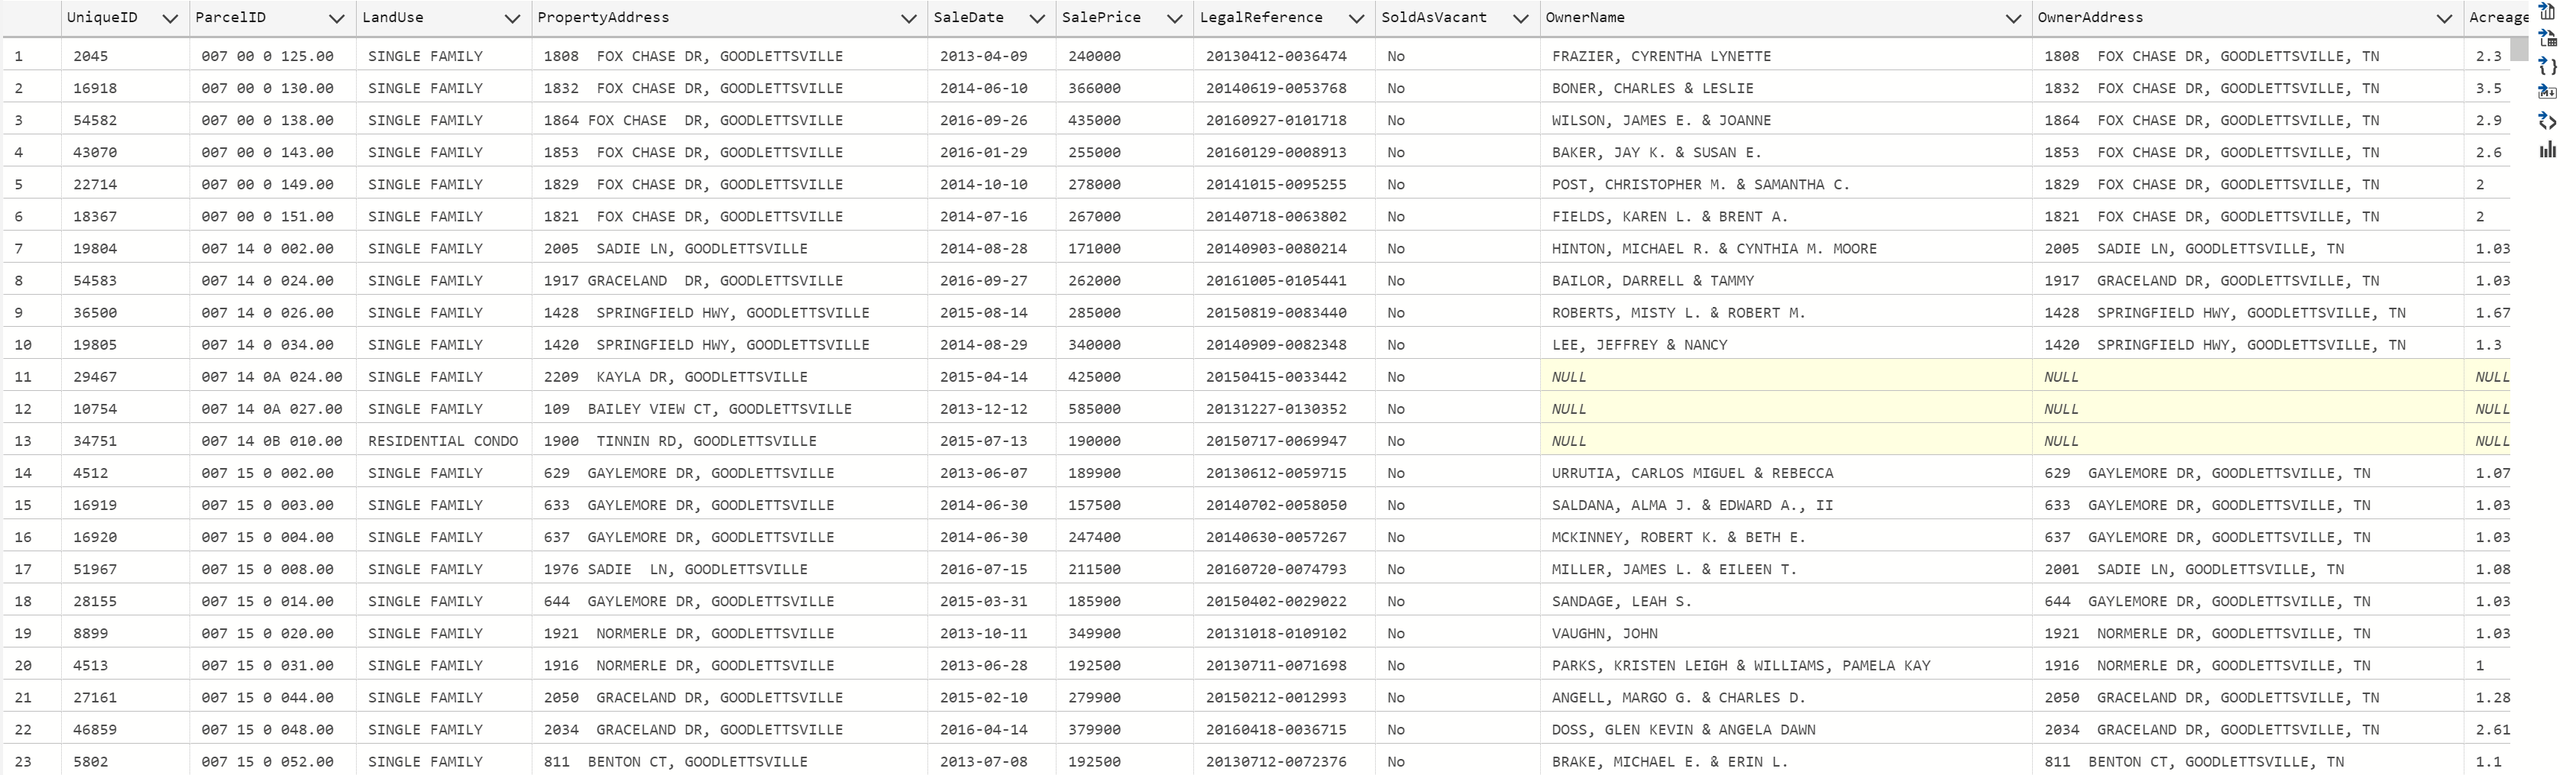 UniqueID ParcelID LandUse PropertyAddress SaleDate SalePrice LegalReference SoldAsVacant OwnerName OwnerAddress Acreage
1 2045 007 00 0 125.00 SINGLE FAMILY 1808  FOX CHASE DR, GOODLETTSVILLE 2013-04-09 240000 20130412-0036474 No FRAZIER, CYRENTHA LYNETTE 1808  FOX CHASE DR, GOODLETTSVILLE, TN 2.3
2 16918 007 00 0 130.00 SINGLE FAMILY 1832  FOX CHASE DR, GOODLETTSVILLE 2014-06-10 366000 20140619-0053768 No BONER, CHARLES & LESLIE 1832  FOX CHASE DR, GOODLETTSVILLE, TN 3.5
3 54582 007 00 0 138.00 SINGLE FAMILY 1864 FOX CHASE  DR, GOODLETTSVILLE 2016-09-26 435000 20160927-0101718 No WILSON, JAMES E. & JOANNE 1864  FOX CHASE DR, GOODLETTSVILLE, TN 2.9
4 43070 007 00 0 143.00 SINGLE FAMILY 1853  FOX CHASE DR, GOODLETTSVILLE 2016-01-29 255000 20160129-0008913 No BAKER, JAY K. & SUSAN E. 1853  FOX CHASE DR, GOODLETTSVILLE, TN 2.6
5 22714 007 00 0 149.00 SINGLE FAMILY 1829  FOX CHASE DR, GOODLETTSVILLE 2014-10-10 278000 20141015-0095255 No POST, CHRISTOPHER M. & SAMANTHA C. 1829  FOX CHASE DR, GOODLETTSVILLE, TN 2
6 18367 007 00 0 151.00 SINGLE FAMILY 1821  FOX CHASE DR, GOODLETTSVILLE 2014-07-16 267000 20140718-0063802 No FIELDS, KAREN L. & BRENT A. 1821  FOX CHASE DR, GOODLETTSVILLE, TN 2
7 19804 007 14 0 002.00 SINGLE FAMILY 2005  SADIE LN, GOODLETTSVILLE 2014-08-28 171000 20140903-0080214 No HINTON, MICHAEL R. & CYNTHIA M. MOORE 2005  SADIE LN, GOODLETTSVILLE, TN 1.03
8 54583 007 14 0 024.00 SINGLE FAMILY 1917 GRACELAND  DR, GOODLETTSVILLE 2016-09-27 262000 20161005-0105441 No BAILOR, DARRELL & TAMMY 1917  GRACELAND DR, GOODLETTSVILLE, TN 1.03
9 36500 007 14 0 026.00 SINGLE FAMILY 1428  SPRINGFIELD HWY, GOODLETTSVILLE 2015-08-14 285000 20150819-0083440 No ROBERTS, MISTY L. & ROBERT M. 1428  SPRINGFIELD HWY, GOODLETTSVILLE, TN 1.67
10 19805 007 14 0 034.00 SINGLE FAMILY 1420  SPRINGFIELD HWY, GOODLETTSVILLE 2014-08-29 340000 20140909-0082348 No LEE, JEFFREY & NANCY 1420  SPRINGFIELD HWY, GOODLETTSVILLE, TN 1.3
11 29467 007 14 0A 024.00 SINGLE FAMILY 2209  KAYLA DR, GOODLETTSVILLE 2015-04-14 425000 20150415-0033442 No NULL NULL NULL
12 10754 007 14 0A 027.00 SINGLE FAMILY 109  BAILEY VIEW CT, GOODLETTSVILLE 2013-12-12 585000 20131227-0130352 No NULL NULL NULL
13 34751 007 14 0B 010.00 RESIDENTIAL CONDO 1900  TINNIN RD, GOODLETTSVILLE 2015-07-13 190000 20150717-0069947 No NULL NULL NULL
14 4512 007 15 0 002.00 SINGLE FAMILY 629  GAYLEMORE DR, GOODLETTSVILLE 2013-06-07 189900 20130612-0059715 No URRUTIA, CARLOS MIGUEL & REBECCA 629  GAYLEMORE DR, GOODLETTSVILLE, TN 1.07
15 16919 007 15 0 003.00 SINGLE FAMILY 633  GAYLEMORE DR, GOODLETTSVILLE 2014-06-30 157500 20140702-0058050 No SALDANA, ALMA J. & EDWARD A., II 633  GAYLEMORE DR, GOODLETTSVILLE, TN 1.03
16 16920 007 15 0 004.00 SINGLE FAMILY 637  GAYLEMORE DR, GOODLETTSVILLE 2014-06-30 247400 20140630-0057267 No MCKINNEY, ROBERT K. & BETH E. 637  GAYLEMORE DR, GOODLETTSVILLE, TN 1.03
17 51967 007 15 0 008.00 SINGLE FAMILY 1976 SADIE  LN, GOODLETTSVILLE 2016-07-15 211500 20160720-0074793 No MILLER, JAMES L. & EILEEN T. 2001  SADIE LN, GOODLETTSVILLE, TN 1.08
18 28155 007 15 0 014.00 SINGLE FAMILY 644  GAYLEMORE DR, GOODLETTSVILLE 2015-03-31 185900 20150402-0029022 No SANDAGE, LEAH S. 644  GAYLEMORE DR, GOODLETTSVILLE, TN 1.03
19 8899 007 15 0 020.00 SINGLE FAMILY 1921  NORMERLE DR, GOODLETTSVILLE 2013-10-11 349900 20131018-0109102 No VAUGHN, JOHN 1921  NORMERLE DR, GOODLETTSVILLE, TN 1.03
20 4513 007 15 0 031.00 SINGLE FAMILY 1916  NORMERLE DR, GOODLETTSVILLE 2013-06-28 192500 20130711-0071698 No PARKS, KRISTEN LEIGH & WILLIAMS, PAMELA KAY 1916  NORMERLE DR, GOODLETTSVILLE, TN 1
21 27161 007 15 0 044.00 SINGLE FAMILY 2050  GRACELAND DR, GOODLETTSVILLE 2015-02-10 279900 20150212-0012993 No ANGELL, MARGO G. & CHARLES D. 2050  GRACELAND DR, GOODLETTSVILLE, TN 1.28
22 46859 007 15 0 048.00 SINGLE FAMILY 2034  GRACELAND DR, GOODLETTSVILLE 2016-04-14 379900 20160418-0036715 No DOSS, GLEN KEVIN & ANGELA DAWN 2034  GRACELAND DR, GOODLETTSVILLE, TN 2.61
23 5802 007 15 0 052.00 SINGLE FAMILY 811  BENTON CT, GOODLETTSVILLE 2013-07-08 192500 20130712-0072376 No BRAKE, MICHAEL E. & ERIN L. 811  BENTON CT, GOODLETTSVILLE, TN 1.1